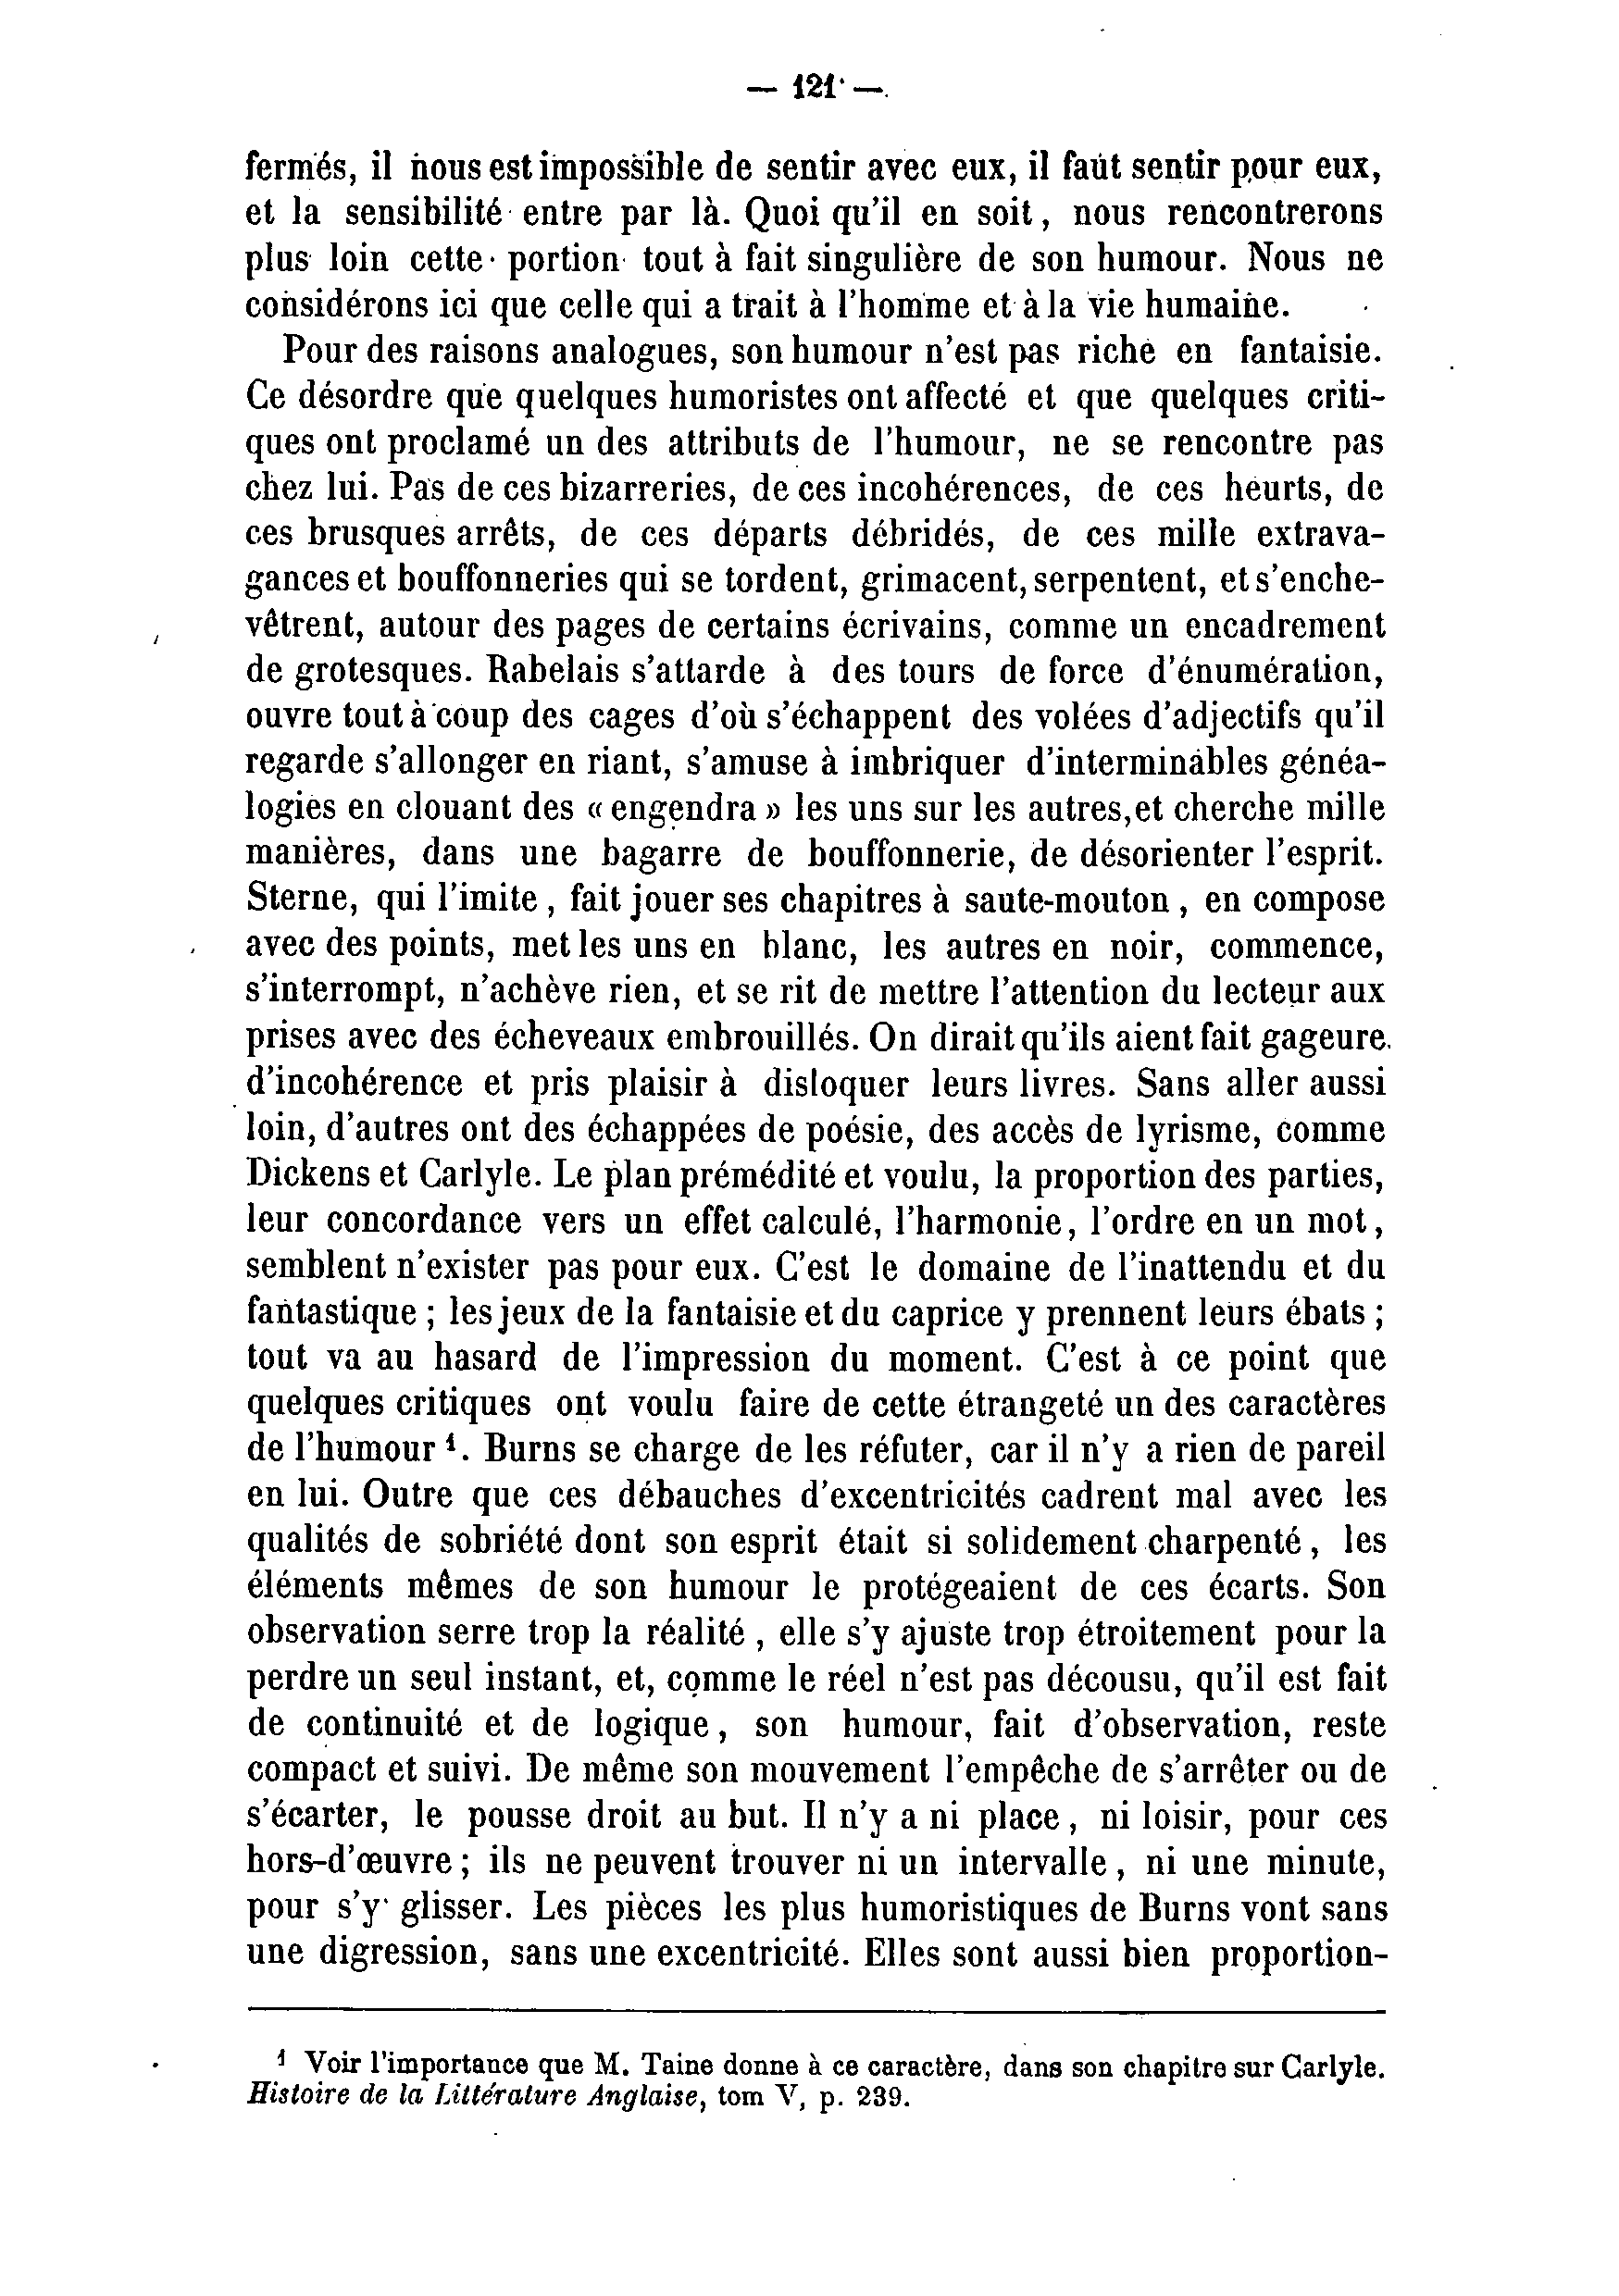 — 121 —
fermés, il nous est impossible de sentir avec eux, il faut sentir pour eux,
et la sensibilité entre par là. Quoi qu'il en soit, nous rencontrerons
plus loin cette portion tout à fait singulière de son humour. Nous ne
considérons ici que celle qui a trait à l'homme et à la vie humaine.
Pour des raisons analogues, son humour n'est pas riche en fantaisie.
Ce désordre que quelques humoristes ont affecté et que quelques criti-
ques ont proclamé un des attributs de l'humour, ne se rencontre pas
chez lui. Pas de ces bizarreries, de ces incohérences, de ces heurts, de
ces brusques arrêts, de ces départs débridés, de ces mille extrava-
gances et bouffonneries qui se tordent, grimacent, serpentent, et s'enche-
vêtrent, autour des pages de certains écrivains, comme un encadrement
de grotesques. Rabelais s'attarde à des tours de force d'énumération,
ouvre tout à coup des cages d'où s'échappent des volées d'adjectifs qu'il
regarde s'allonger en riant, s'amuse à imbriquer d'interminables généa-
logies en clouant des « engendra » les uns sur les autres, et cherche mille
manières, dans une bagarre de bouffonnerie, de désorienter l'esprit.
Sterne, qui l'imite, fait jouer ses chapitres à saute-mouton, en compose
avec des points, met les uns en blanc, les autres en noir, commence,
s'interrompt, n'achève rien, et se rit de mettre l'attention du lecteur aux
prises avec des écheveaux embrouillés. On dirait qu'ils aient fait gageure
d'incohérence et pris plaisir à disloquer leurs livres. Sans aller aussi
loin, d'autres ont des échappées de poésie, des accès de lyrisme, comme
Dickens et Carlyle. Le plan prémédité et voulu, la proportion des parties,
leur concordance vers un effet calculé, l'harmonie, l'ordre en un mot,
semblent n'exister pas pour eux. C'est le domaine de l'inattendu et du
fantastique ; les jeux de la fantaisie et du caprice y prennent leurs ébats ;
tout va au hasard de l'impression du moment. C'est à ce point que
quelques critiques ont voulu faire de cette étrangeté un des caractères
de l'humour ¹. Burns se charge de les réfuter, car il n'y a rien de pareil
en lui. Outre que ces débauches d'excentricités cadrent mal avec les
qualités de sobriété dont son esprit était si solidement charpenté, les
éléments mêmes de son humour le protégeaient de ces écarts. Son
observation serre trop la réalité, elle s'y ajuste trop étroitement pour la
perdre un seul instant, et, comme le réel n'est pas décousu, qu'il est fait
de continuité et de logique, son humour, fait d'observation, reste
compact et suivi. De même son mouvement l'empêche de s'arrêter ou de
s'écarter, le pousse droit au but. Il n'y a ni place, ni loisir, pour ces
hors-d'œuvre ; ils ne peuvent trouver ni un intervalle, ni une minute,
pour s'y glisser. Les pièces les plus humoristiques de Burns vont sans
une digression, sans une excentricité. Elles sont aussi bien proportion-
¹ Voir l'importance que M. Taine donne à ce caractère, dans son chapitre sur Carlyle.
Histoire de la Littérature Anglaise, tom V, p. 239.